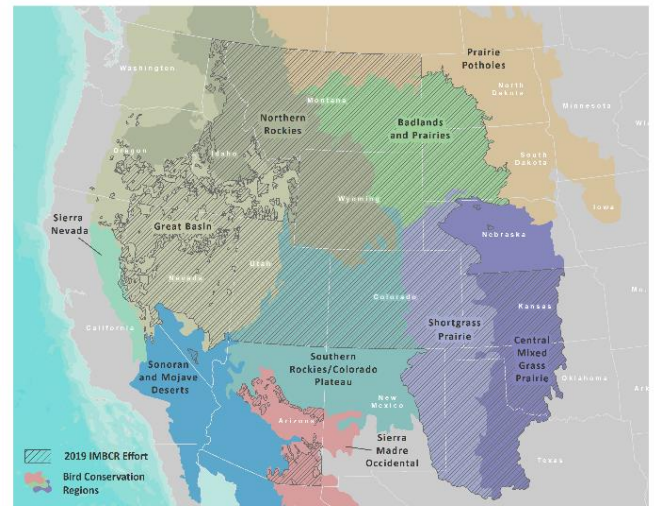 Washington
Prairie
Potholes
North
Dakota
Minnesota
Montana
Northern
Rockies
Badlands
and Prairies
Oregon
Idaho
South
Dakota
Wyoming
Iowa
Sierra
Nevada
Great Basin
Nebraska
Nevada
Utah
Colorado
Kansas
California
Shortgrass
Prairie
Central
Mixed
Grass
Prairie
Sonoran
and Mojave
Deserts
Southern
Rockies/Colorado
Plateau
Oklahoma
New
Mexico
Arizona
Sierra
Madre
Occidental
Texas
2019 IMBCR Effort
Bird Conservation
Regions